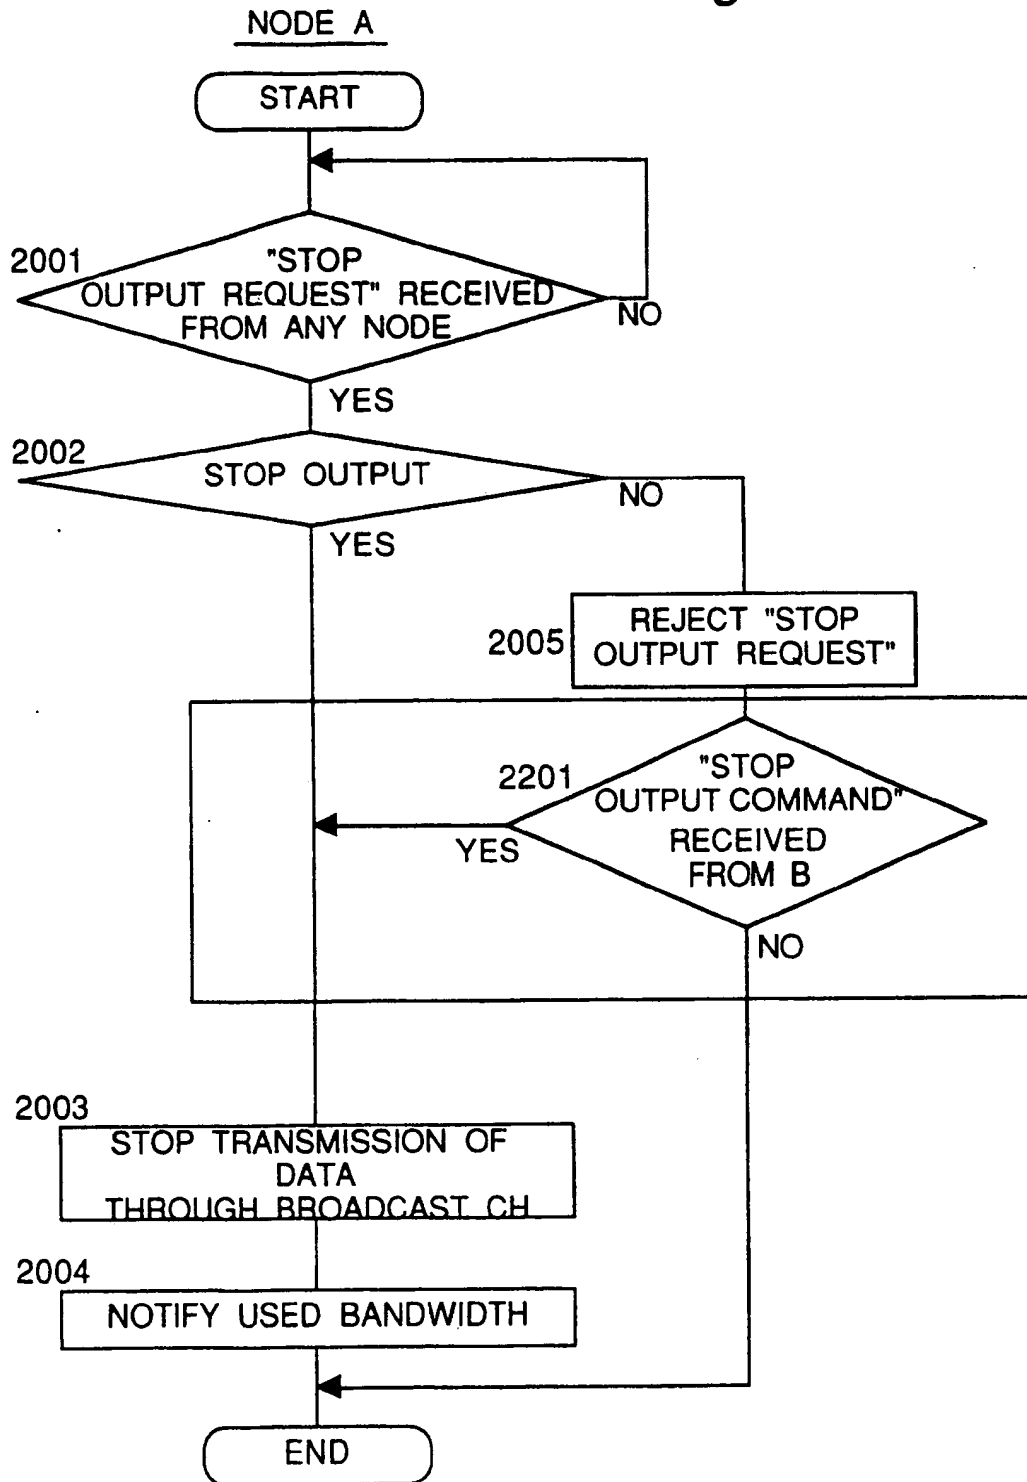 NODE A
START
2001
"STOP
OUTPUT REQUEST" RECEIVED
FROM ANY NODE
NO
YES
2002
STOP OUTPUT
NO
YES
2005
REJECT "STOP
OUTPUT REQUEST"
2201
"STOP
OUTPUT COMMAND"
RECEIVED
FROM B
YES
NO
2003
STOP TRANSMISSION OF
DATA
THROUGH BROADCAST CH
2004
NOTIFY USED BANDWIDTH
END